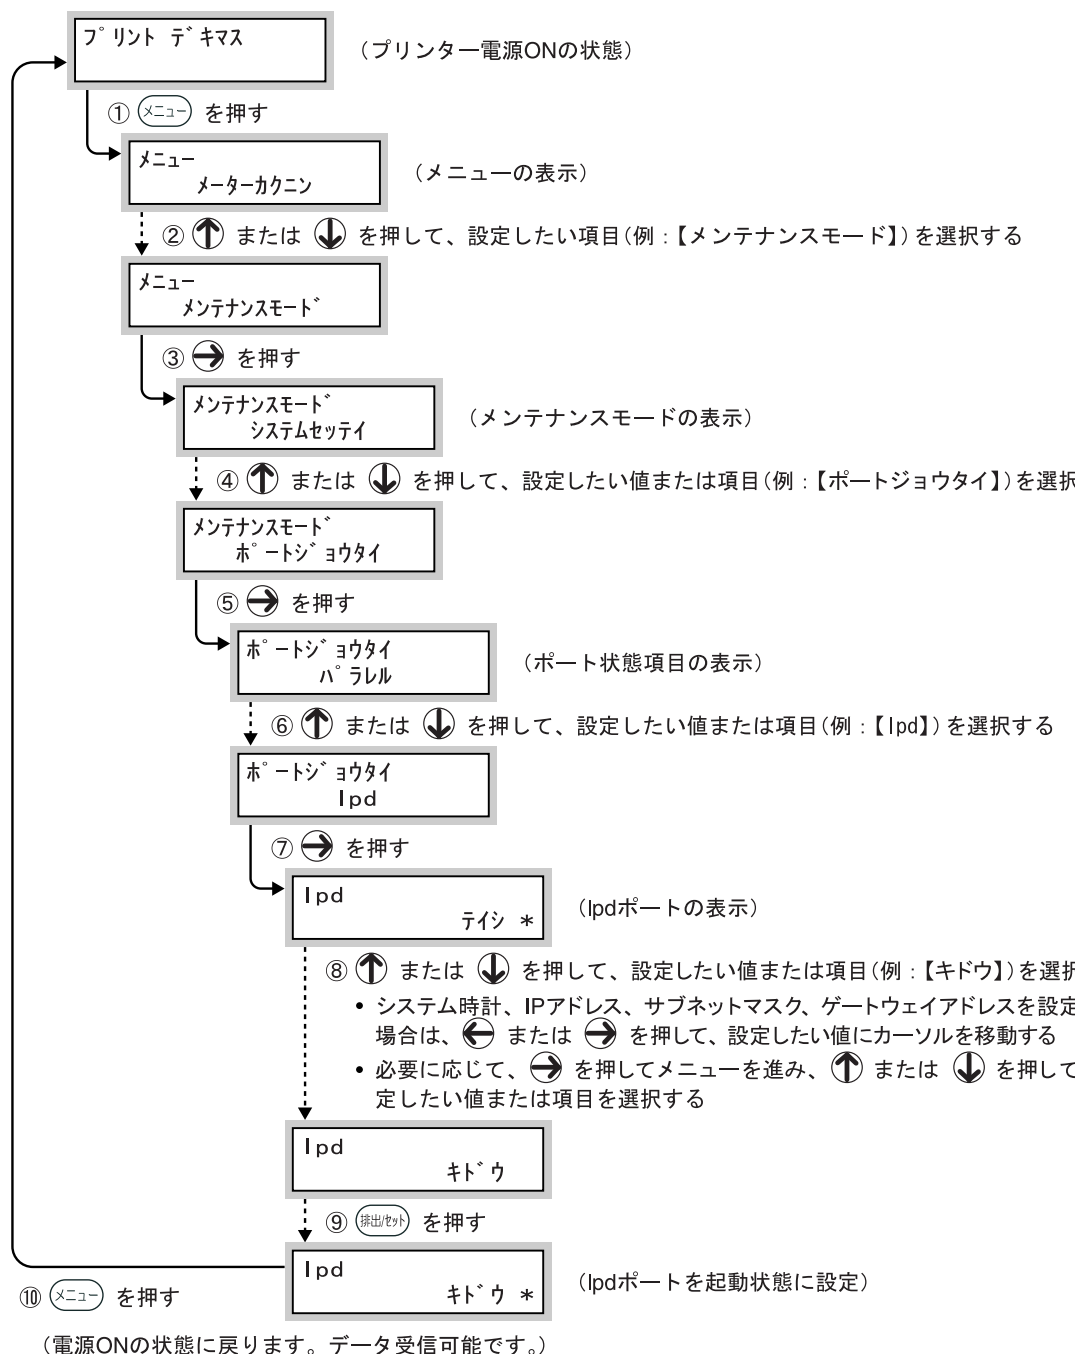 プリント デキマス
（プリンター電源ONの状態）
① メニュー を押す
メニュー
メーターカクニン
（メニューの表示）
② または を押して、設定したい項目（例：【メンテナンスモード】）を選択する
メニュー
メンテナンスモード
③ を押す
メンテナンスモード
システムセッテイ
（メンテナンスモードの表示）
④ または を押して、設定したい値または項目（例：【ポートジョウタイ】）を選択
メンテナンスモード
ポートジョウタイ
⑤ を押す
ポートジョウタイ
パラレル
（ポート状態項目の表示）
⑥ または を押して、設定したい値または項目（例：【lpd】）を選択する
ポートジョウタイ
lpd
⑦ を押す
lpd
テイシ ＊
（lpdポートの表示）
⑧ または を押して、設定したい値または項目（例：【キドウ】）を選択
• システム時計、IPアドレス、サブネットマスク、ゲートウェイアドレスを設定
場合は、 または を押して、設定したい値にカーソルを移動する
• 必要に応じて、 を押してメニューを進み、 または を押して
定したい値または項目を選択する
lpd
キドウ
⑨ 排出/セット を押す
lpd
キドウ ＊
（lpdポートを起動状態に設定）
⑩ メニュー を押す
（電源ONの状態に戻ります。データ受信可能です。）